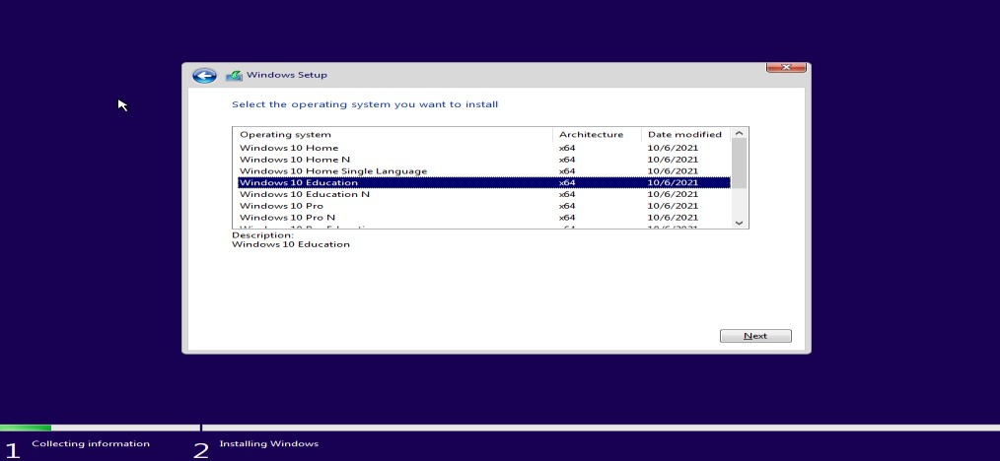 Windows Setup
Select the operating system you want to install
Operating system Architecture Date modified
Windows 10 Home x64 10/6/2021
Windows 10 Home N x64 10/6/2021
Windows 10 Home Single Language x64 10/6/2021
Windows 10 Education x64 10/6/2021
Windows 10 Education N x64 10/6/2021
Windows 10 Pro x64 10/6/2021
Windows 10 Pro N x64 10/6/2021
Description:
Windows 10 Education
Next
1 Collecting information 2 Installing Windows